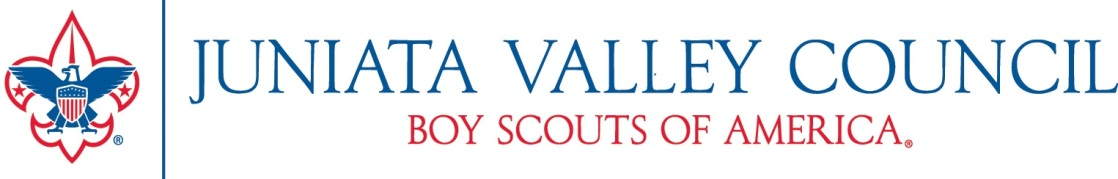 JUNIATA VALLEY COUNCIL
BOY SCOUTS OF AMERICA®
®